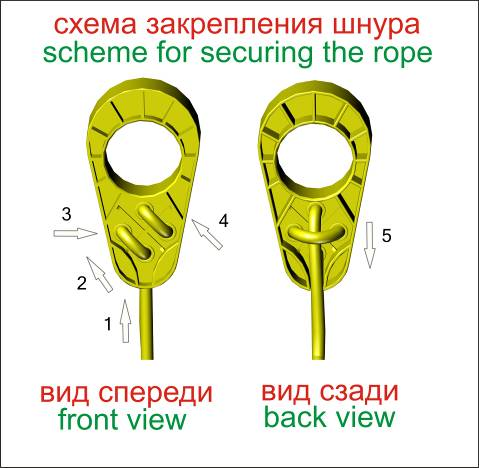 схема закрепления шнура
scheme for securing the rope
3
4
5
2
1
вид спереди
front view
вид сзади
back view